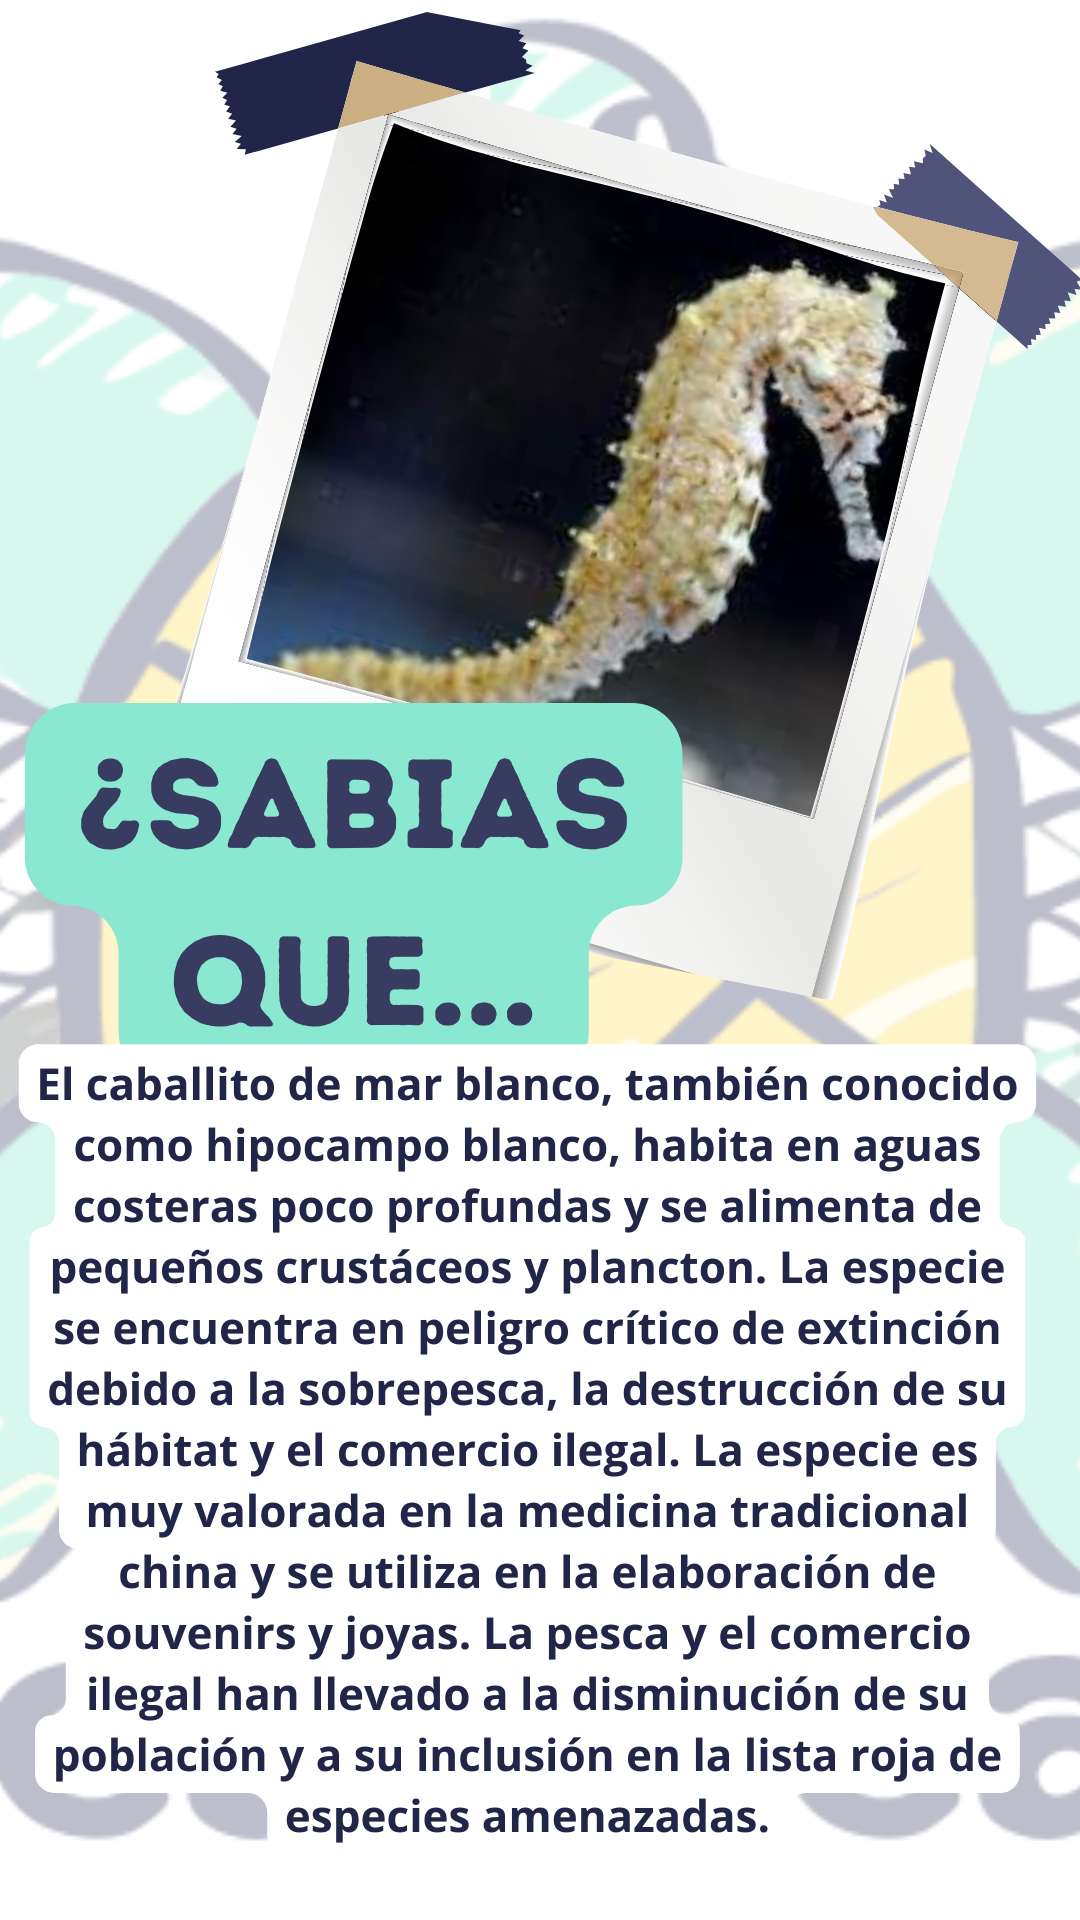 ¿SABIAS
QUE...
El caballito de mar blanco, también conocido
como hipocampo blanco, habita en aguas
costeras poco profundas y se alimenta de
pequeños crustáceos y plancton. La especie
se encuentra en peligro crítico de extinción
debido a la sobrepesca, la destrucción de su
hábitat y el comercio ilegal. La especie es
muy valorada en la medicina tradicional
china y se utiliza en la elaboración de
souvenirs y joyas. La pesca y el comercio
ilegal han llevado a la disminución de su
población y a su inclusión en la lista roja de
especies amenazadas.